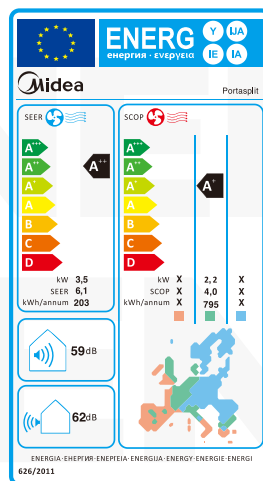 ENERG
енергия · ενεργεια
Y IJA
IE IA
Midea
Portasplit
SEER
SCOP
A+++
A++
A+
A
B
C
D
A++
A+++
A++
A+
A
B
C
D
A+
kW 3,5
SEER 6,1
kWh/annum 203
kW X 2,2 X
SCOP X 4,0 X
kWh/annum X 795 X
59dB
62dB
ENERGIA·ЕНЕРГИЯ·ΕΝΕΡΓΕΙΑ·ENERGIJA·ENERGY·ENERGIE·ENERGI
626/2011